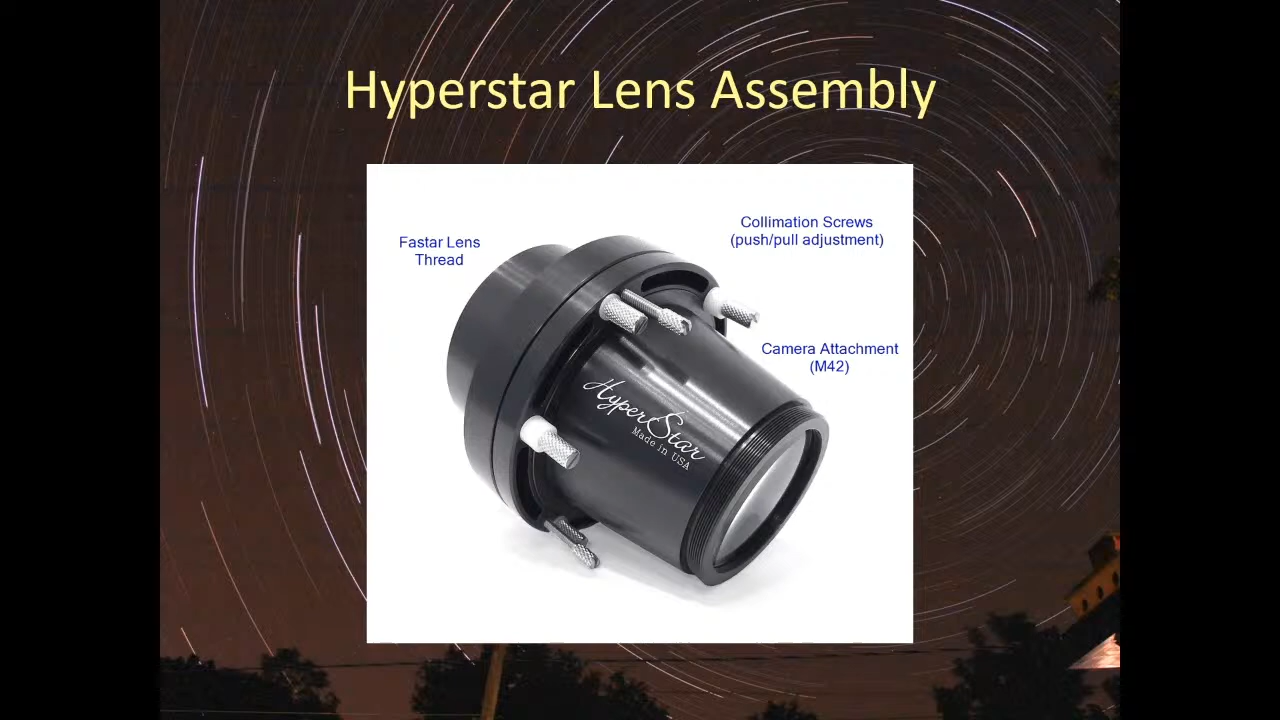 Hyperstar Lens Assembly
Fastar Lens
Thread
Collimation Screws
(push/pull adjustment)
Camera Attachment
(M42)
HyperStar
Made in USA